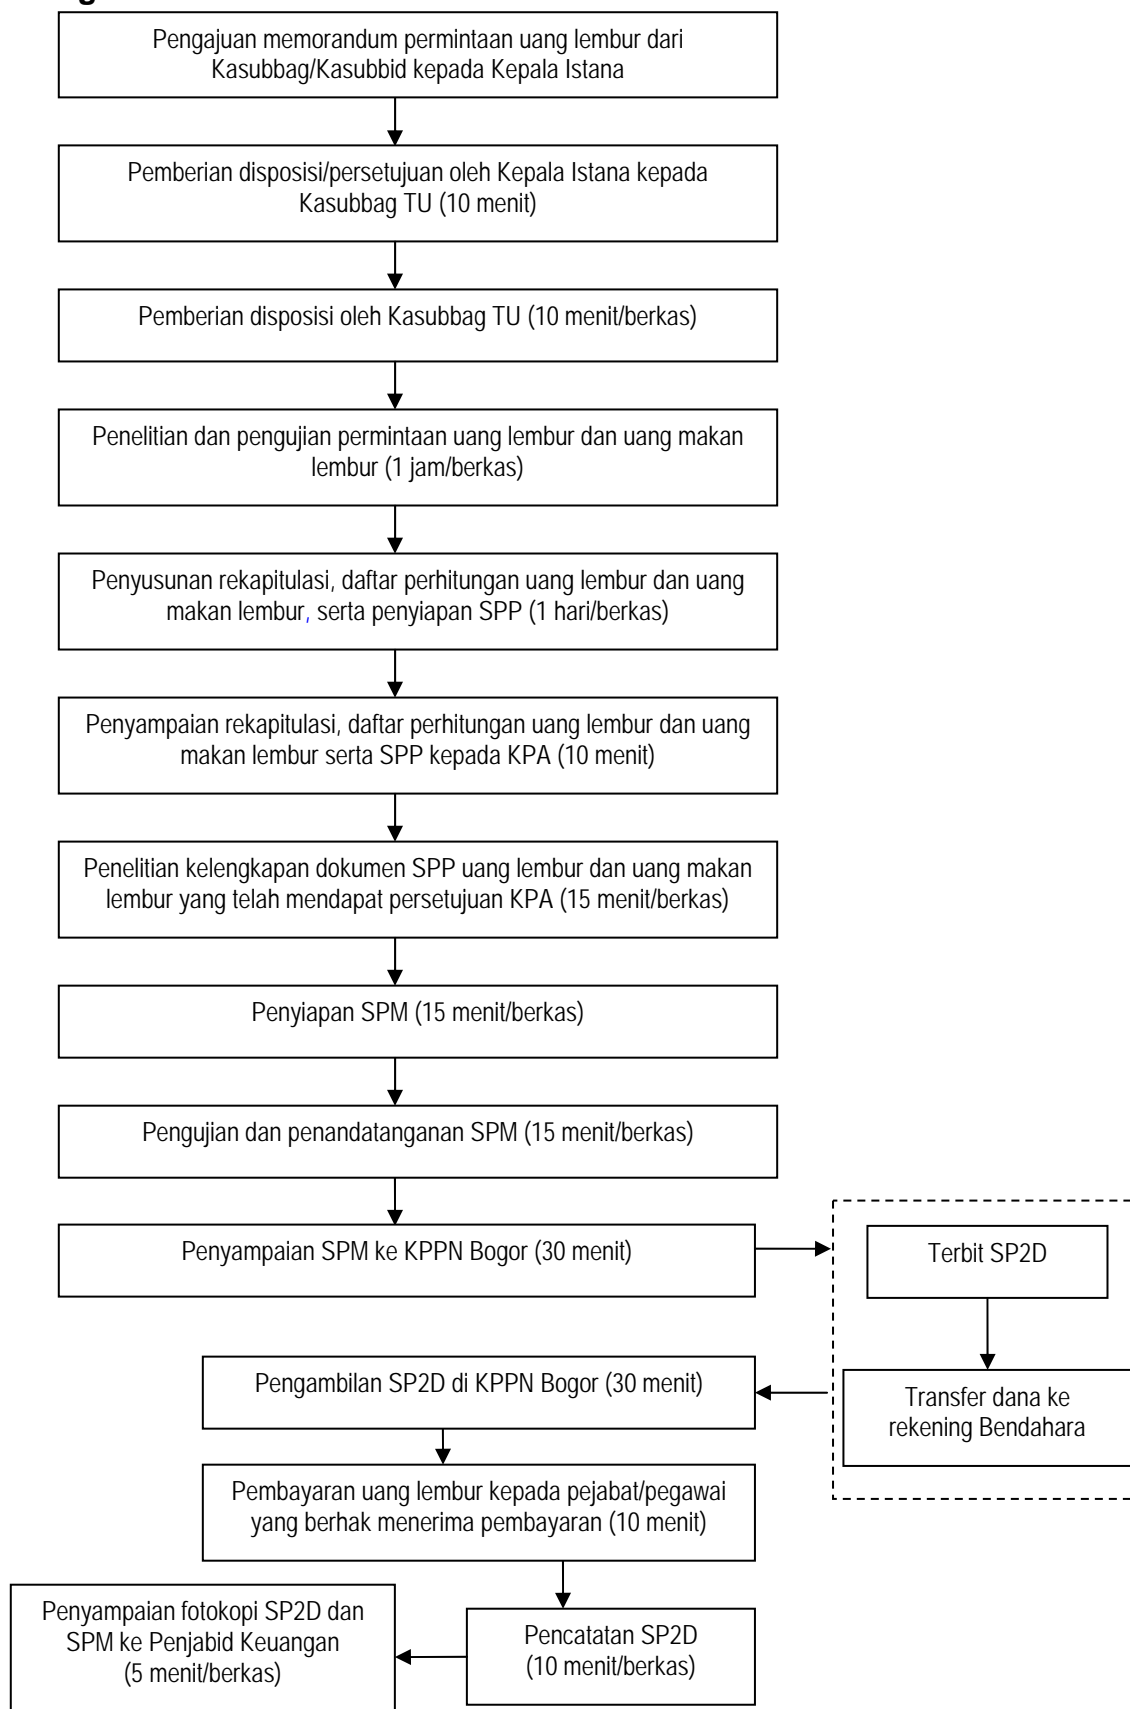 Pengajuan memorandum permintaan uang lembur dari
Kasubbag/Kasubbid kepada Kepala Istana
Pemberian disposisi/persetujuan oleh Kepala Istana kepada
Kasubbag TU (10 menit)
Pemberian disposisi oleh Kasubbag TU (10 menit/berkas)
Penelitian dan pengujian permintaan uang lembur dan uang makan
lembur (1 jam/berkas)
Penyusunan rekapitulasi, daftar perhitungan uang lembur dan uang
makan lembur, serta penyiapan SPP (1 hari/berkas)
Penyampaian rekapitulasi, daftar perhitungan uang lembur dan uang
makan lembur serta SPP kepada KPA (10 menit)
Penelitian kelengkapan dokumen SPP uang lembur dan uang makan
lembur yang telah mendapat persetujuan KPA (15 menit/berkas)
Penyiapan SPM (15 menit/berkas)
Pengujian dan penandatanganan SPM (15 menit/berkas)
Penyampaian SPM ke KPPN Bogor (30 menit)
Terbit SP2D
Transfer dana ke
rekening Bendahara
Pengambilan SP2D di KPPN Bogor (30 menit)
Pembayaran uang lembur kepada pejabat/pegawai
yang berhak menerima pembayaran (10 menit)
Pencatatan SP2D
(10 menit/berkas)
Penyampaian fotokopi SP2D dan
SPM ke Penjabid Keuangan
(5 menit/berkas)